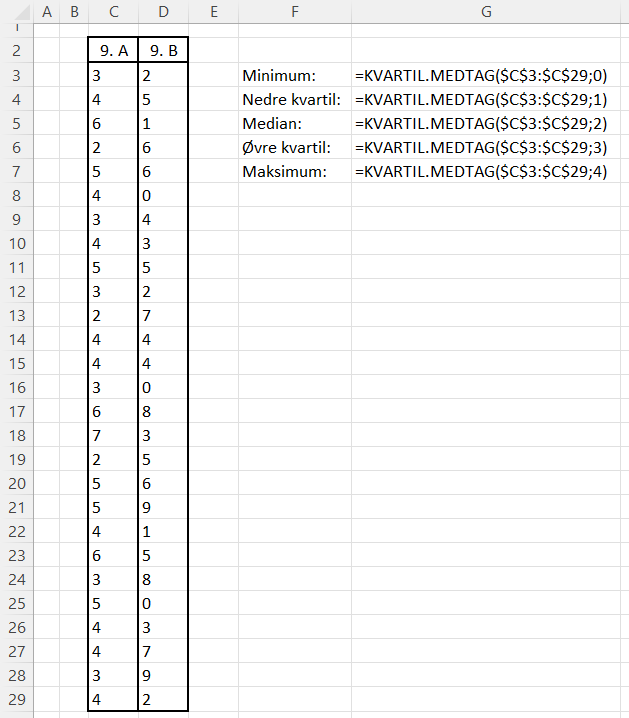 A B C D E F G
1
2 9. A 9. B
3 3 2 Minimum: =KVARTIL.MEDTAG($C$3:$C$29;0)
4 4 5 Nedre kvartil: =KVARTIL.MEDTAG($C$3:$C$29;1)
5 6 1 Median: =KVARTIL.MEDTAG($C$3:$C$29;2)
6 2 6 Øvre kvartil: =KVARTIL.MEDTAG($C$3:$C$29;3)
7 5 6 Maksimum: =KVARTIL.MEDTAG($C$3:$C$29;4)
8 4 0
9 3 4
10 4 3
11 5 5
12 3 2
13 2 7
14 4 4
15 4 4
16 3 0
17 6 8
18 7 3
19 2 5
20 5 6
21 5 9
22 4 1
23 6 5
24 3 8
25 5 0
26 4 3
27 4 7
28 3 9
29 4 2